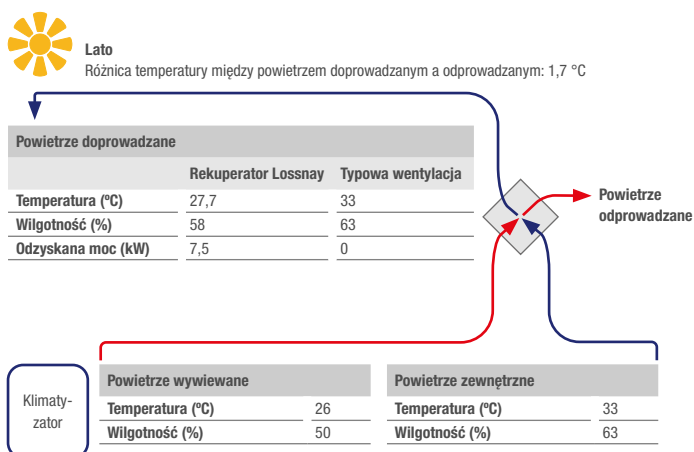 Lato
Różnica temperatury między powietrzem doprowadzanym a odprowadzanym: 1,7 °C
Powietrze doprowadzane
Rekuperator Lossnay Typowa wentylacja
Temperatura (ºC) 27,7 33
Wilgotność (%) 58 63
Odzyskana moc (kW) 7,5 0
Powietrze
odprowadzane
Klimaty-
zator
Powietrze wywiewane
Temperatura (ºC) 26
Wilgotność (%) 50
Powietrze zewnętrzne
Temperatura (ºC) 33
Wilgotność (%) 63